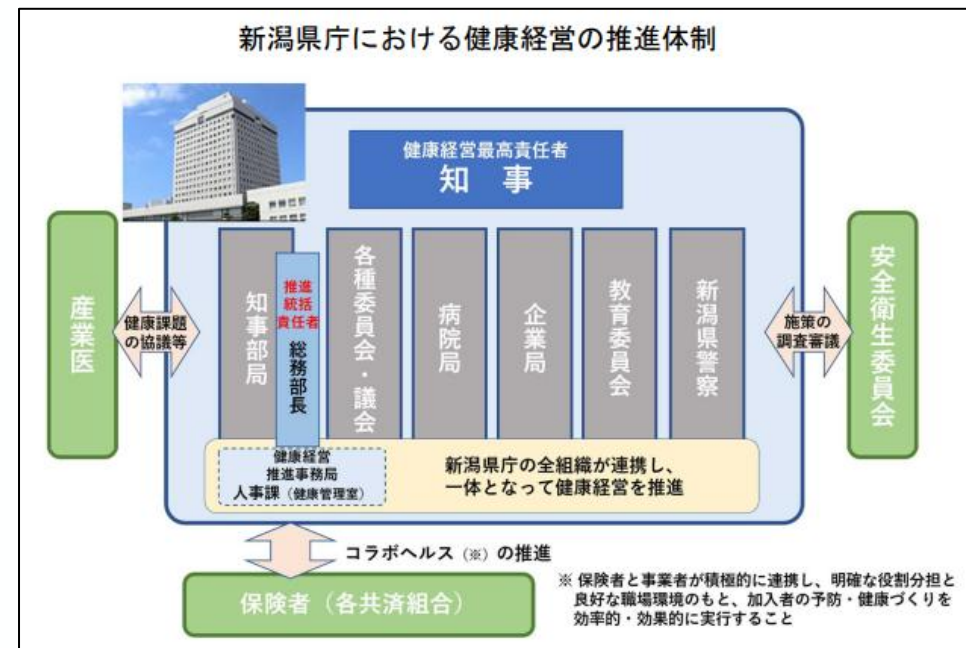 新潟県庁における健康経営の推進体制
健康経営最高責任者
知 事
産業医
健康課題
の協議等
知事部局
推進
統括
責任者
総務部長
各種委員会・議会
病院局
企業局
教育委員会
新潟県警察
施策の
調査審議
安全衛生委員会
健康経営
推進事務局
人事課（健康管理室）
新潟県庁の全組織が連携し、
一体となって健康経営を推進
コラボヘルス（※）の推進
保険者（各共済組合）
※ 保険者と事業者が積極的に連携し、明確な役割分担と
良好な職場環境のもと、加入者の予防・健康づくりを
効率的・効果的に実行すること